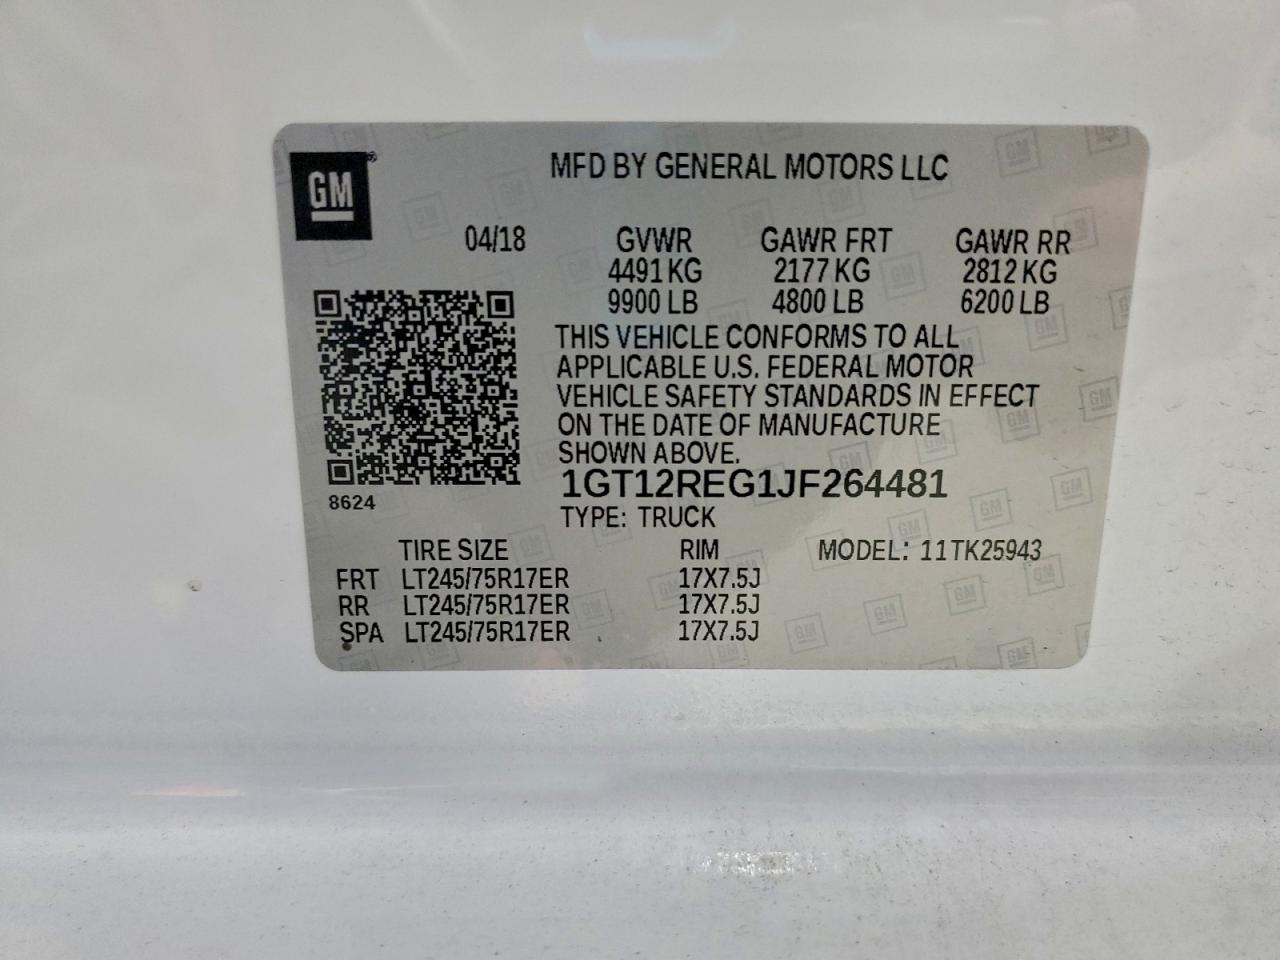 GM®
MFD BY GENERAL MOTORS LLC
04/18 GVWR GAWR FRT GAWR RR
4491 KG 2177 KG 2812 KG
9900 LB 4800 LB 6200 LB
THIS VEHICLE CONFORMS TO ALL
APPLICABLE U.S. FEDERAL MOTOR
VEHICLE SAFETY STANDARDS IN EFFECT
ON THE DATE OF MANUFACTURE
SHOWN ABOVE.
8624
1GT12REG1JF264481
TYPE: TRUCK
TIRE SIZE RIM MODEL: 11TK25943
FRT LT245/75R17ER 17X7.5J
RR LT245/75R17ER 17X7.5J
SPA LT245/75R17ER 17X7.5J